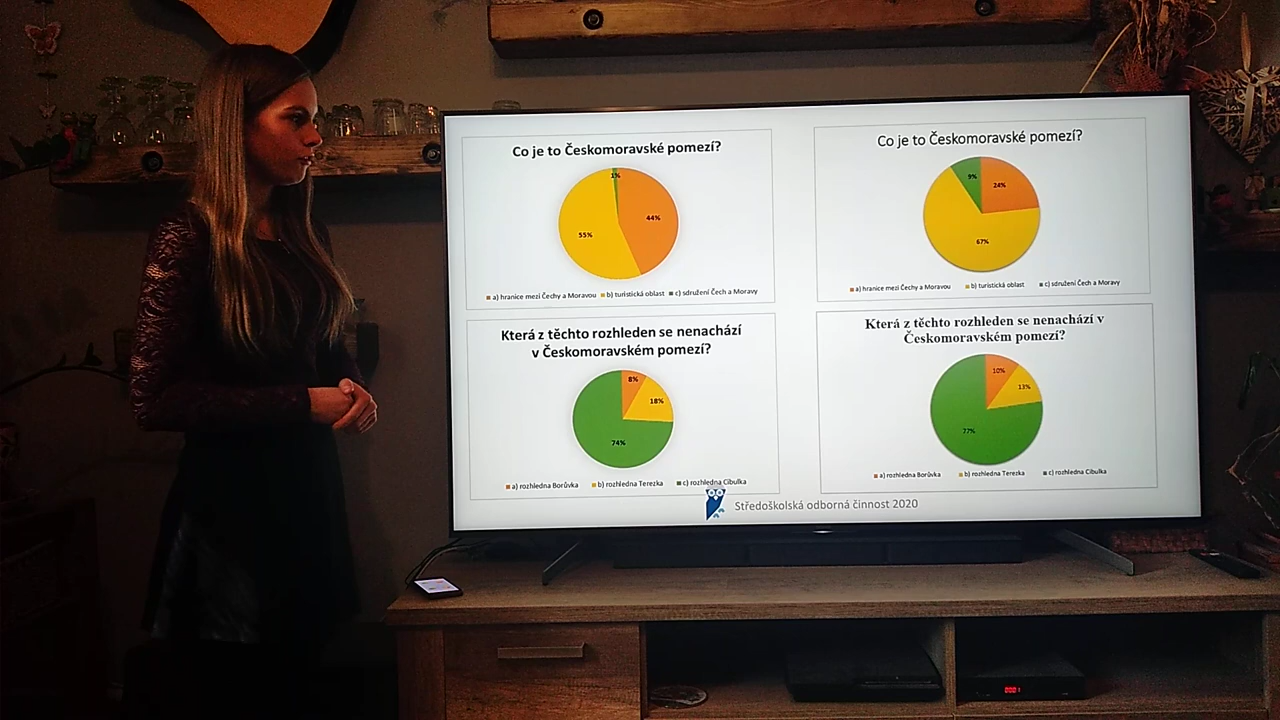 Co je to Českomoravské pomezí?
1%
44%
55%
a) hranice mezi Čechy a Moravou b) turistická oblast c) sdružení Čech a Moravy
Co je to Českomoravské pomezí?
9%
24%
67%
a) hranice mezi Čechy a Moravou b) turistická oblast c) sdružení Čech a Moravy
Která z těchto rozhleden se nenachází
v Českomoravském pomezí?
8%
18%
74%
a) rozhledna Borůvka b) rozhledna Terezka c) rozhledna Cibulka
Která z těchto rozhleden se nenachází v
Českomoravském pomezí?
10%
13%
77%
a) rozhledna Borůvka b) rozhledna Terezka c) rozhledna Cibulka
Středoškolská odborná činnost 2020